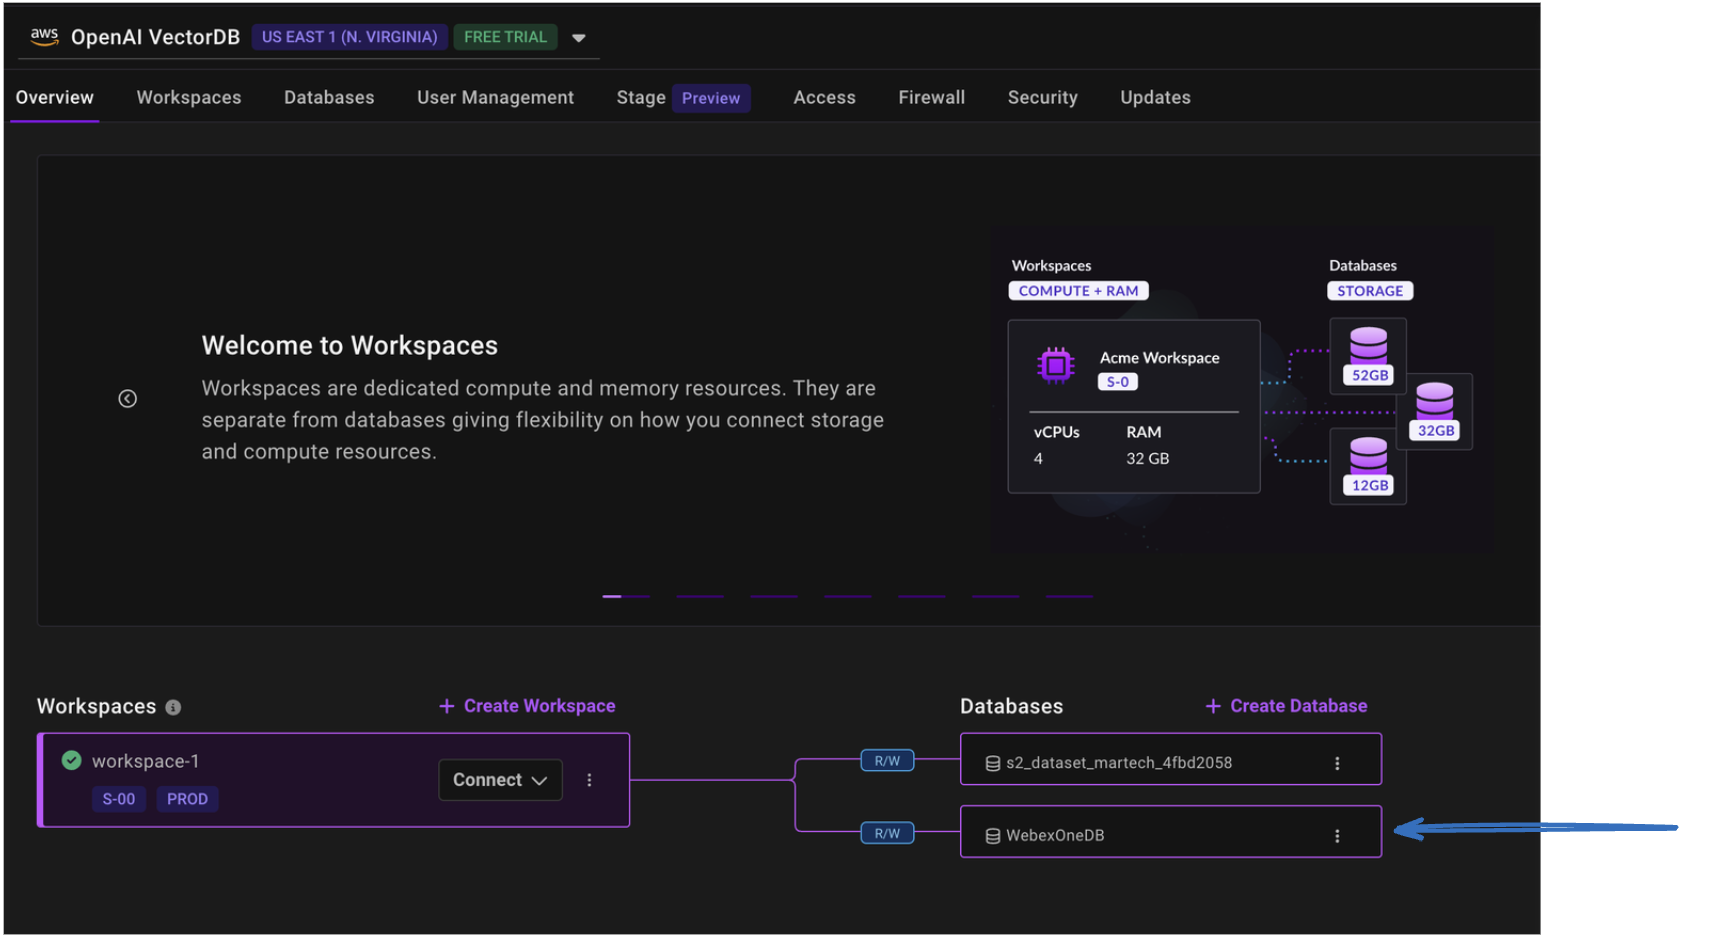 aws OpenAI VectorDB US EAST 1 (N. VIRGINIA) FREE TRIAL
Overview Workspaces Databases User Management Stage Preview Access Firewall Security Updates
Welcome to Workspaces
Workspaces are dedicated compute and memory resources. They are
separate from databases giving flexibility on how you connect storage
and compute resources.
Workspaces
COMPUTE + RAM
Acme Workspace
S-0
vCPUs RAM
4 32 GB
Databases
STORAGE
52GB
32GB
12GB
Workspaces + Create Workspace
workspace-1
S-00 PROD
Connect
R/W
R/W
Databases + Create Database
s2_dataset_martech_4fbd2058
WebexOneDB